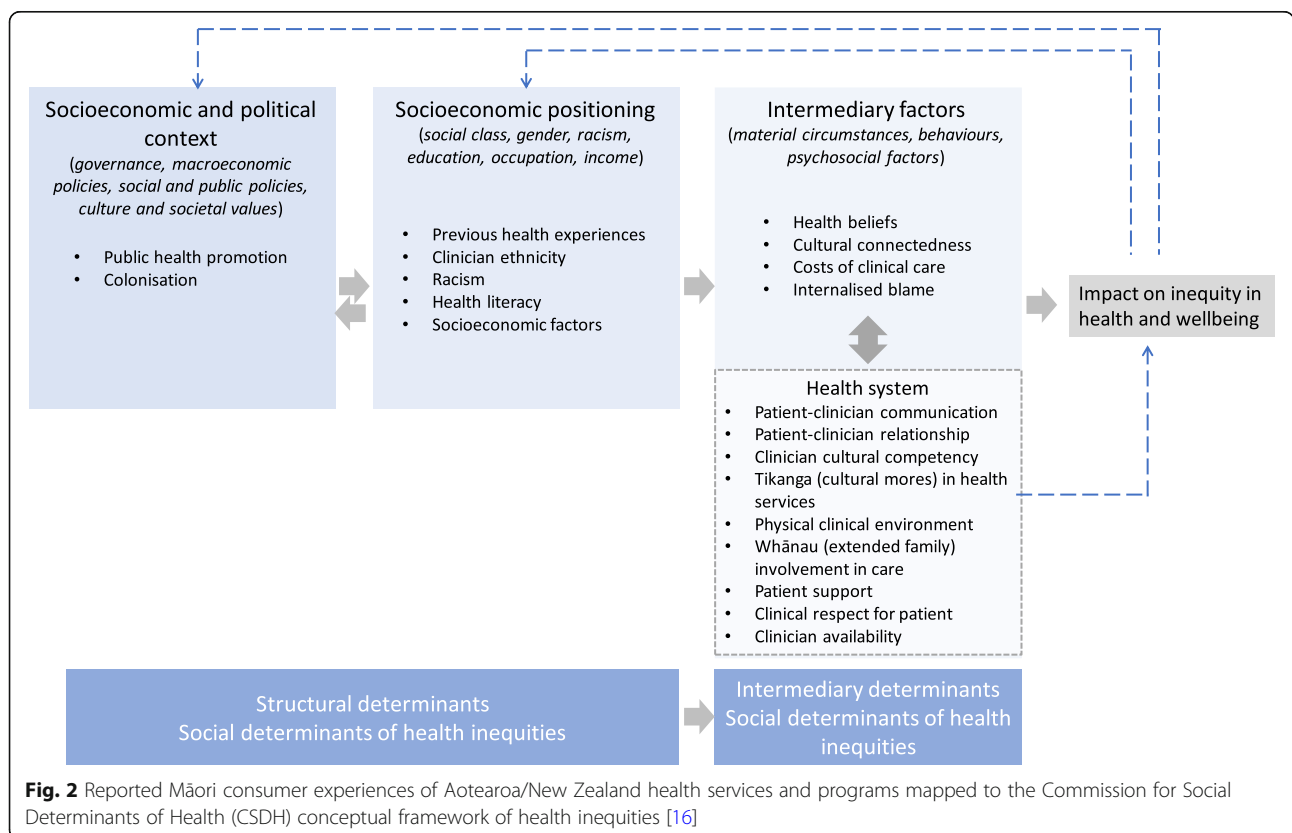 Socioeconomic and political
context
(governance, macroeconomic
policies, social and public policies,
culture and societal values)
• Public health promotion
• Colonisation
Socioeconomic positioning
(social class, gender, racism,
education, occupation, income)
• Previous health experiences
• Clinician ethnicity
• Racism
• Health literacy
• Socioeconomic factors
Intermediary factors
(material circumstances, behaviours,
psychosocial factors)
• Health beliefs
• Cultural connectedness
• Costs of clinical care
• Internalised blame
Health system
• Patient-clinician communication
• Patient-clinician relationship
• Clinician cultural competency
• Tikanga (cultural mores) in health
services
• Physical clinical environment
• Whānau (extended family)
involvement in care
• Patient support
• Clinical respect for patient
• Clinician availability
Impact on inequity in
health and wellbeing
Structural determinants
Social determinants of health inequities
Intermediary determinants
Social determinants of health
inequities
Fig. 2 Reported Māori consumer experiences of Aotearoa/New Zealand health services and programs mapped to the Commission for Social
Determinants of Health (CSDH) conceptual framework of health inequities [16]